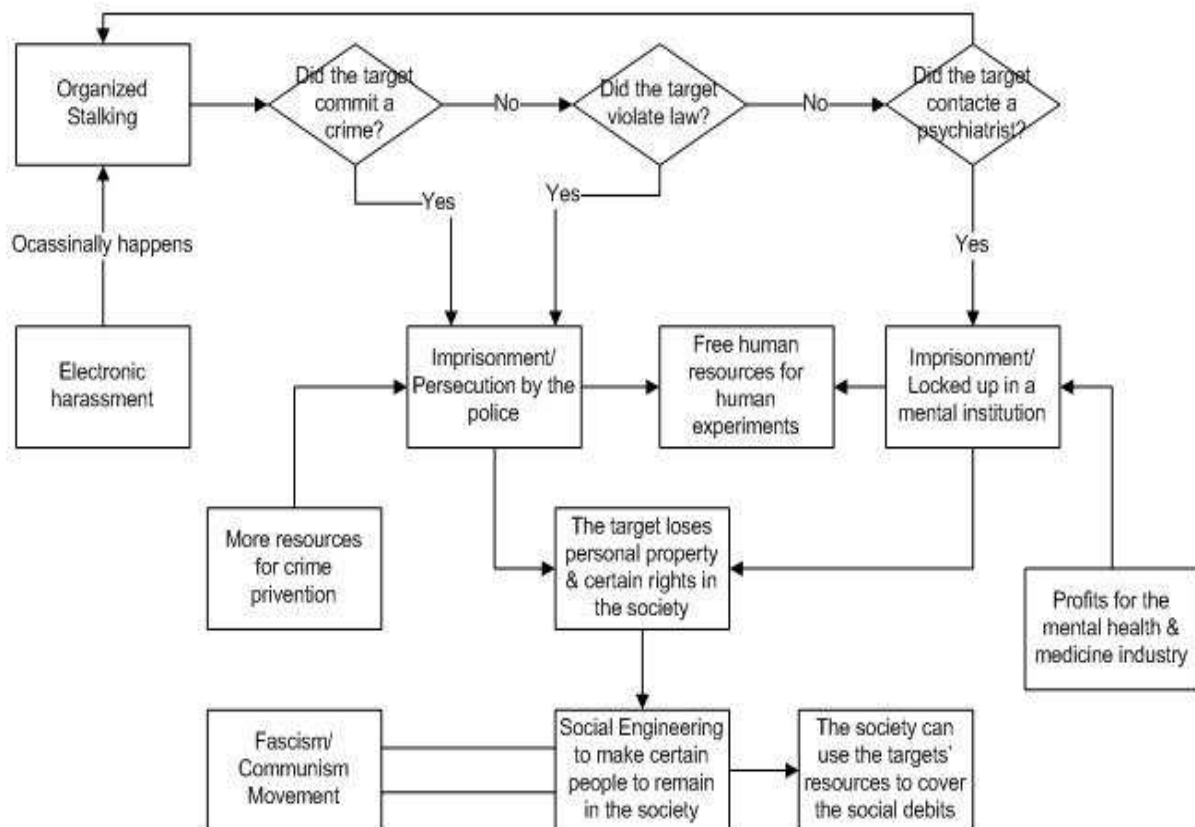 Organized
Stalking
Did the target
commit a
crime?
No
Did the target
violate law?
No
Did the target
contacte a
psychiatrist?
Yes
Yes
Yes
Ocassinally happens
Electronic
harassment
Imprisonment/
Persecution by the
police
Free human
resources for
human
experiments
Imprisonment/
Locked up in a
mental institution
More resources
for crime
privention
The target loses
personal property
& certain rights in
the society
Profits for the
mental health &
medicine industry
Fascism/
Communism
Movement
Social Engineering
to make certain
people to remain
in the society
The society can
use the targets'
resources to cover
the social debits